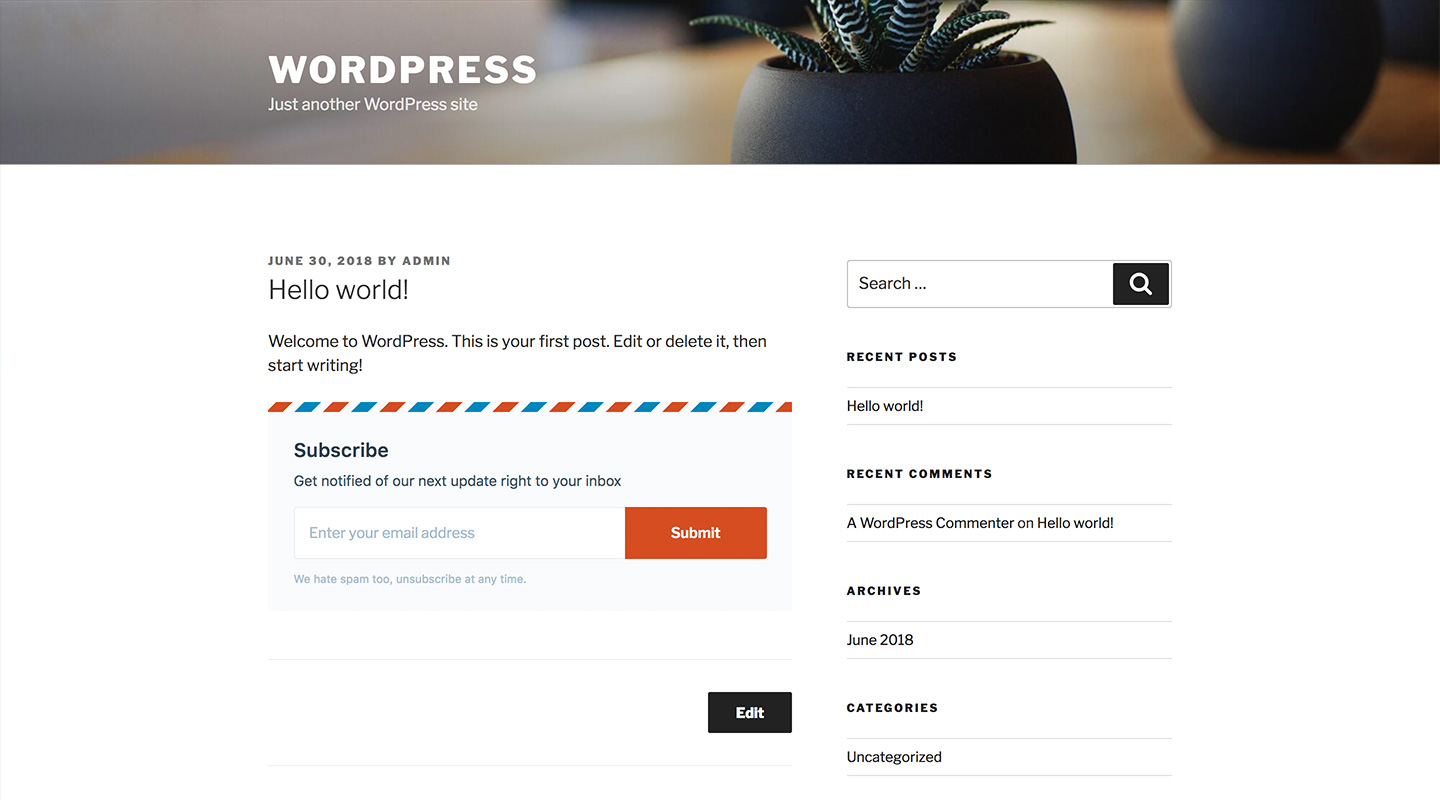 WORDPRESS
Just another WordPress site
JUNE 30, 2018 BY ADMIN
Hello world!
Welcome to WordPress. This is your first post. Edit or delete it, then
start writing!
Subscribe
Get notified of our next update right to your inbox
Enter your email address
Submit
We hate spam too, unsubscribe at any time.
Edit
Search …
RECENT POSTS
Hello world!
RECENT COMMENTS
A WordPress Commenter on Hello world!
ARCHIVES
June 2018
CATEGORIES
Uncategorized